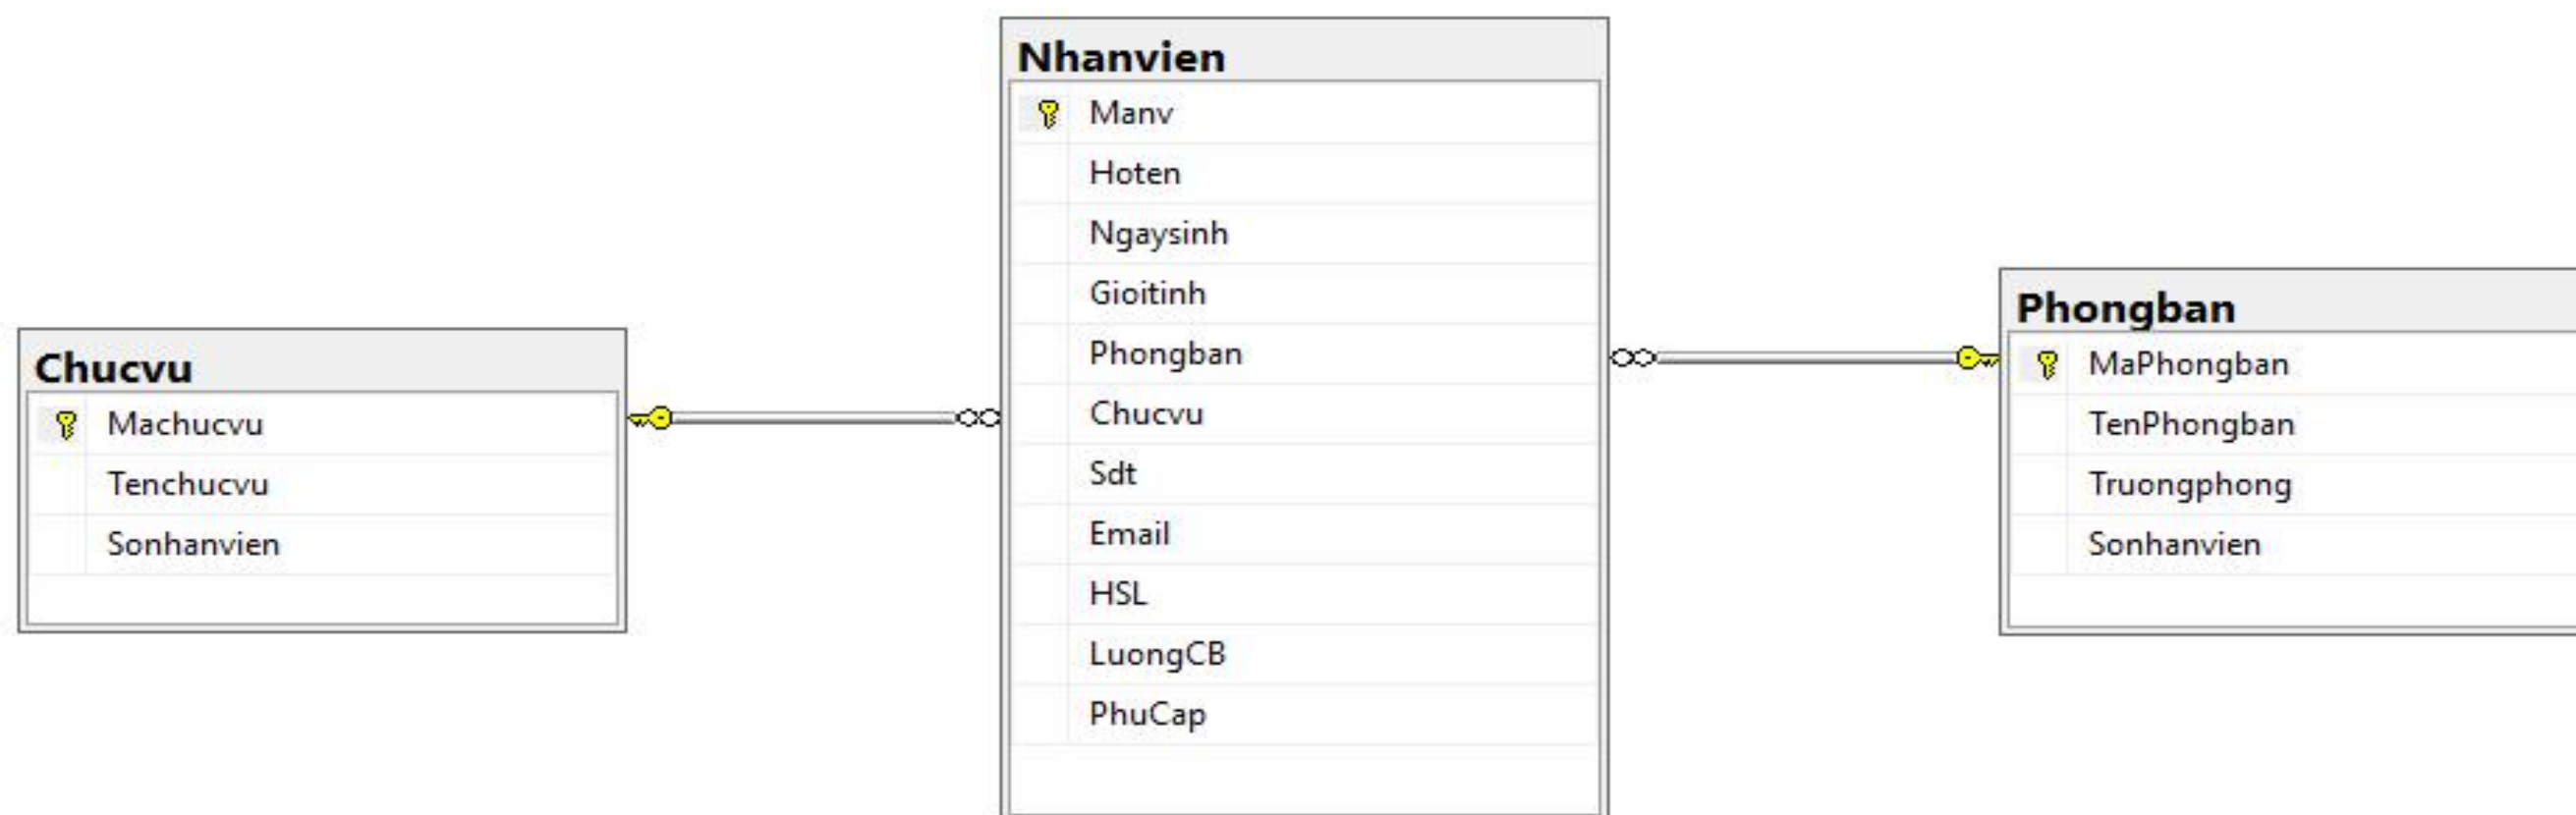 Chucvu
Machucvu
Tenchucvu
Sonhanvien
Nhanvien
Manv
Hoten
Ngaysinh
Gioitinh
Phongban
Chucvu
Sdt
Email
HSL
LuongCB
PhuCap
Phongban
MaPhongban
TenPhongban
Truongphong
Sonhanvien